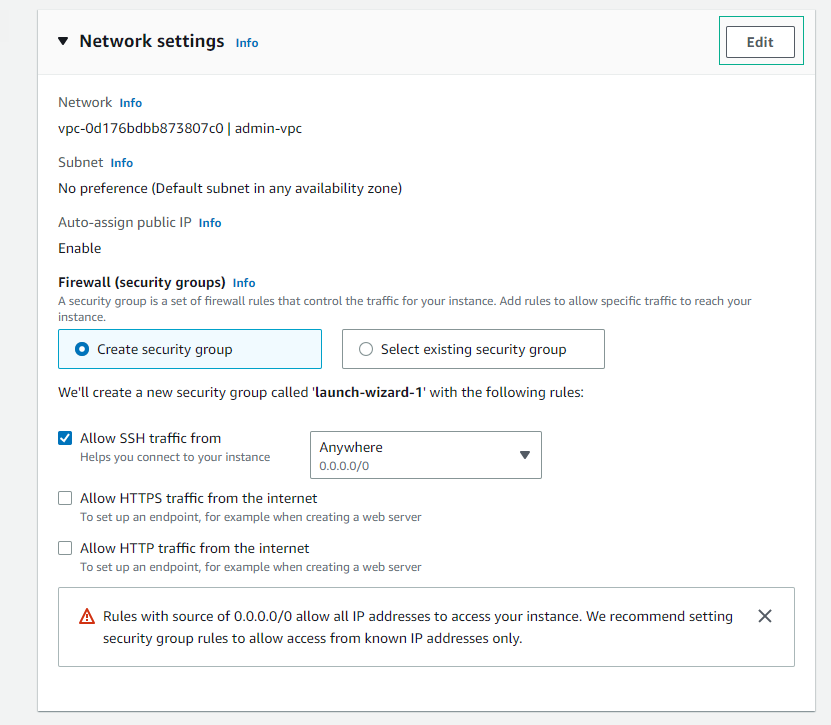 Network settings Info
Edit
Network Info
vpc-0d176bdbb873807c0 | admin-vpc
Subnet Info
No preference (Default subnet in any availability zone)
Auto-assign public IP Info
Enable
Firewall (security groups) Info
A security group is a set of firewall rules that control the traffic for your instance. Add rules to allow specific traffic to reach your
instance.
Create security group
Select existing security group
We'll create a new security group called 'launch-wizard-1' with the following rules:
Allow SSH traffic from
Helps you connect to your instance
Anywhere
0.0.0.0/0
Allow HTTPS traffic from the internet
To set up an endpoint, for example when creating a web server
Allow HTTP traffic from the internet
To set up an endpoint, for example when creating a web server
Rules with source of 0.0.0.0/0 allow all IP addresses to access your instance. We recommend setting
security group rules to allow access from known IP addresses only.